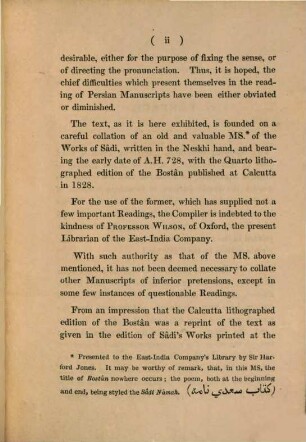 ( ii )
desirable, either for the purpose of fixing the sense, or
of directing the pronunciation. Thus, it is hoped, the
chief difficulties which present themselves in the read-
ing of Persian Manuscripts have been either obviated
or diminished.
The text, as it is here exhibited, is founded on a
careful collation of an old and valuable MS.* of the
Works of Sâdi, written in the Neskhi hand, and bear-
ing the early date of A.H. 728, with the Quarto litho-
graphed edition of the Bostân published at Calcutta
in 1828.
For the use of the former, which has supplied not a
few important Readings, the Compiler is indebted to the
kindness of PROFESSOR WILSON, of Oxford, the present
Librarian of the East-India Company.
With such authority as that of the MS. above
mentioned, it has not been deemed necessary to collate
other Manuscripts of inferior pretensions, except in
some few instances of questionable Readings.
From an impression that the Calcutta lithographed
edition of the Bostân was a reprint of the text as
given in the edition of Sâdi's Works printed at the
* Presented to the East-India Company's Library by Sir Har-
ford Jones. It may be worthy of remark, that, in this MS, the
title of Bostân nowhere occurs; the poem, both at the beginning
and end, being styled the Sâdi Nâmeh. (كتاب سعدي نامة)